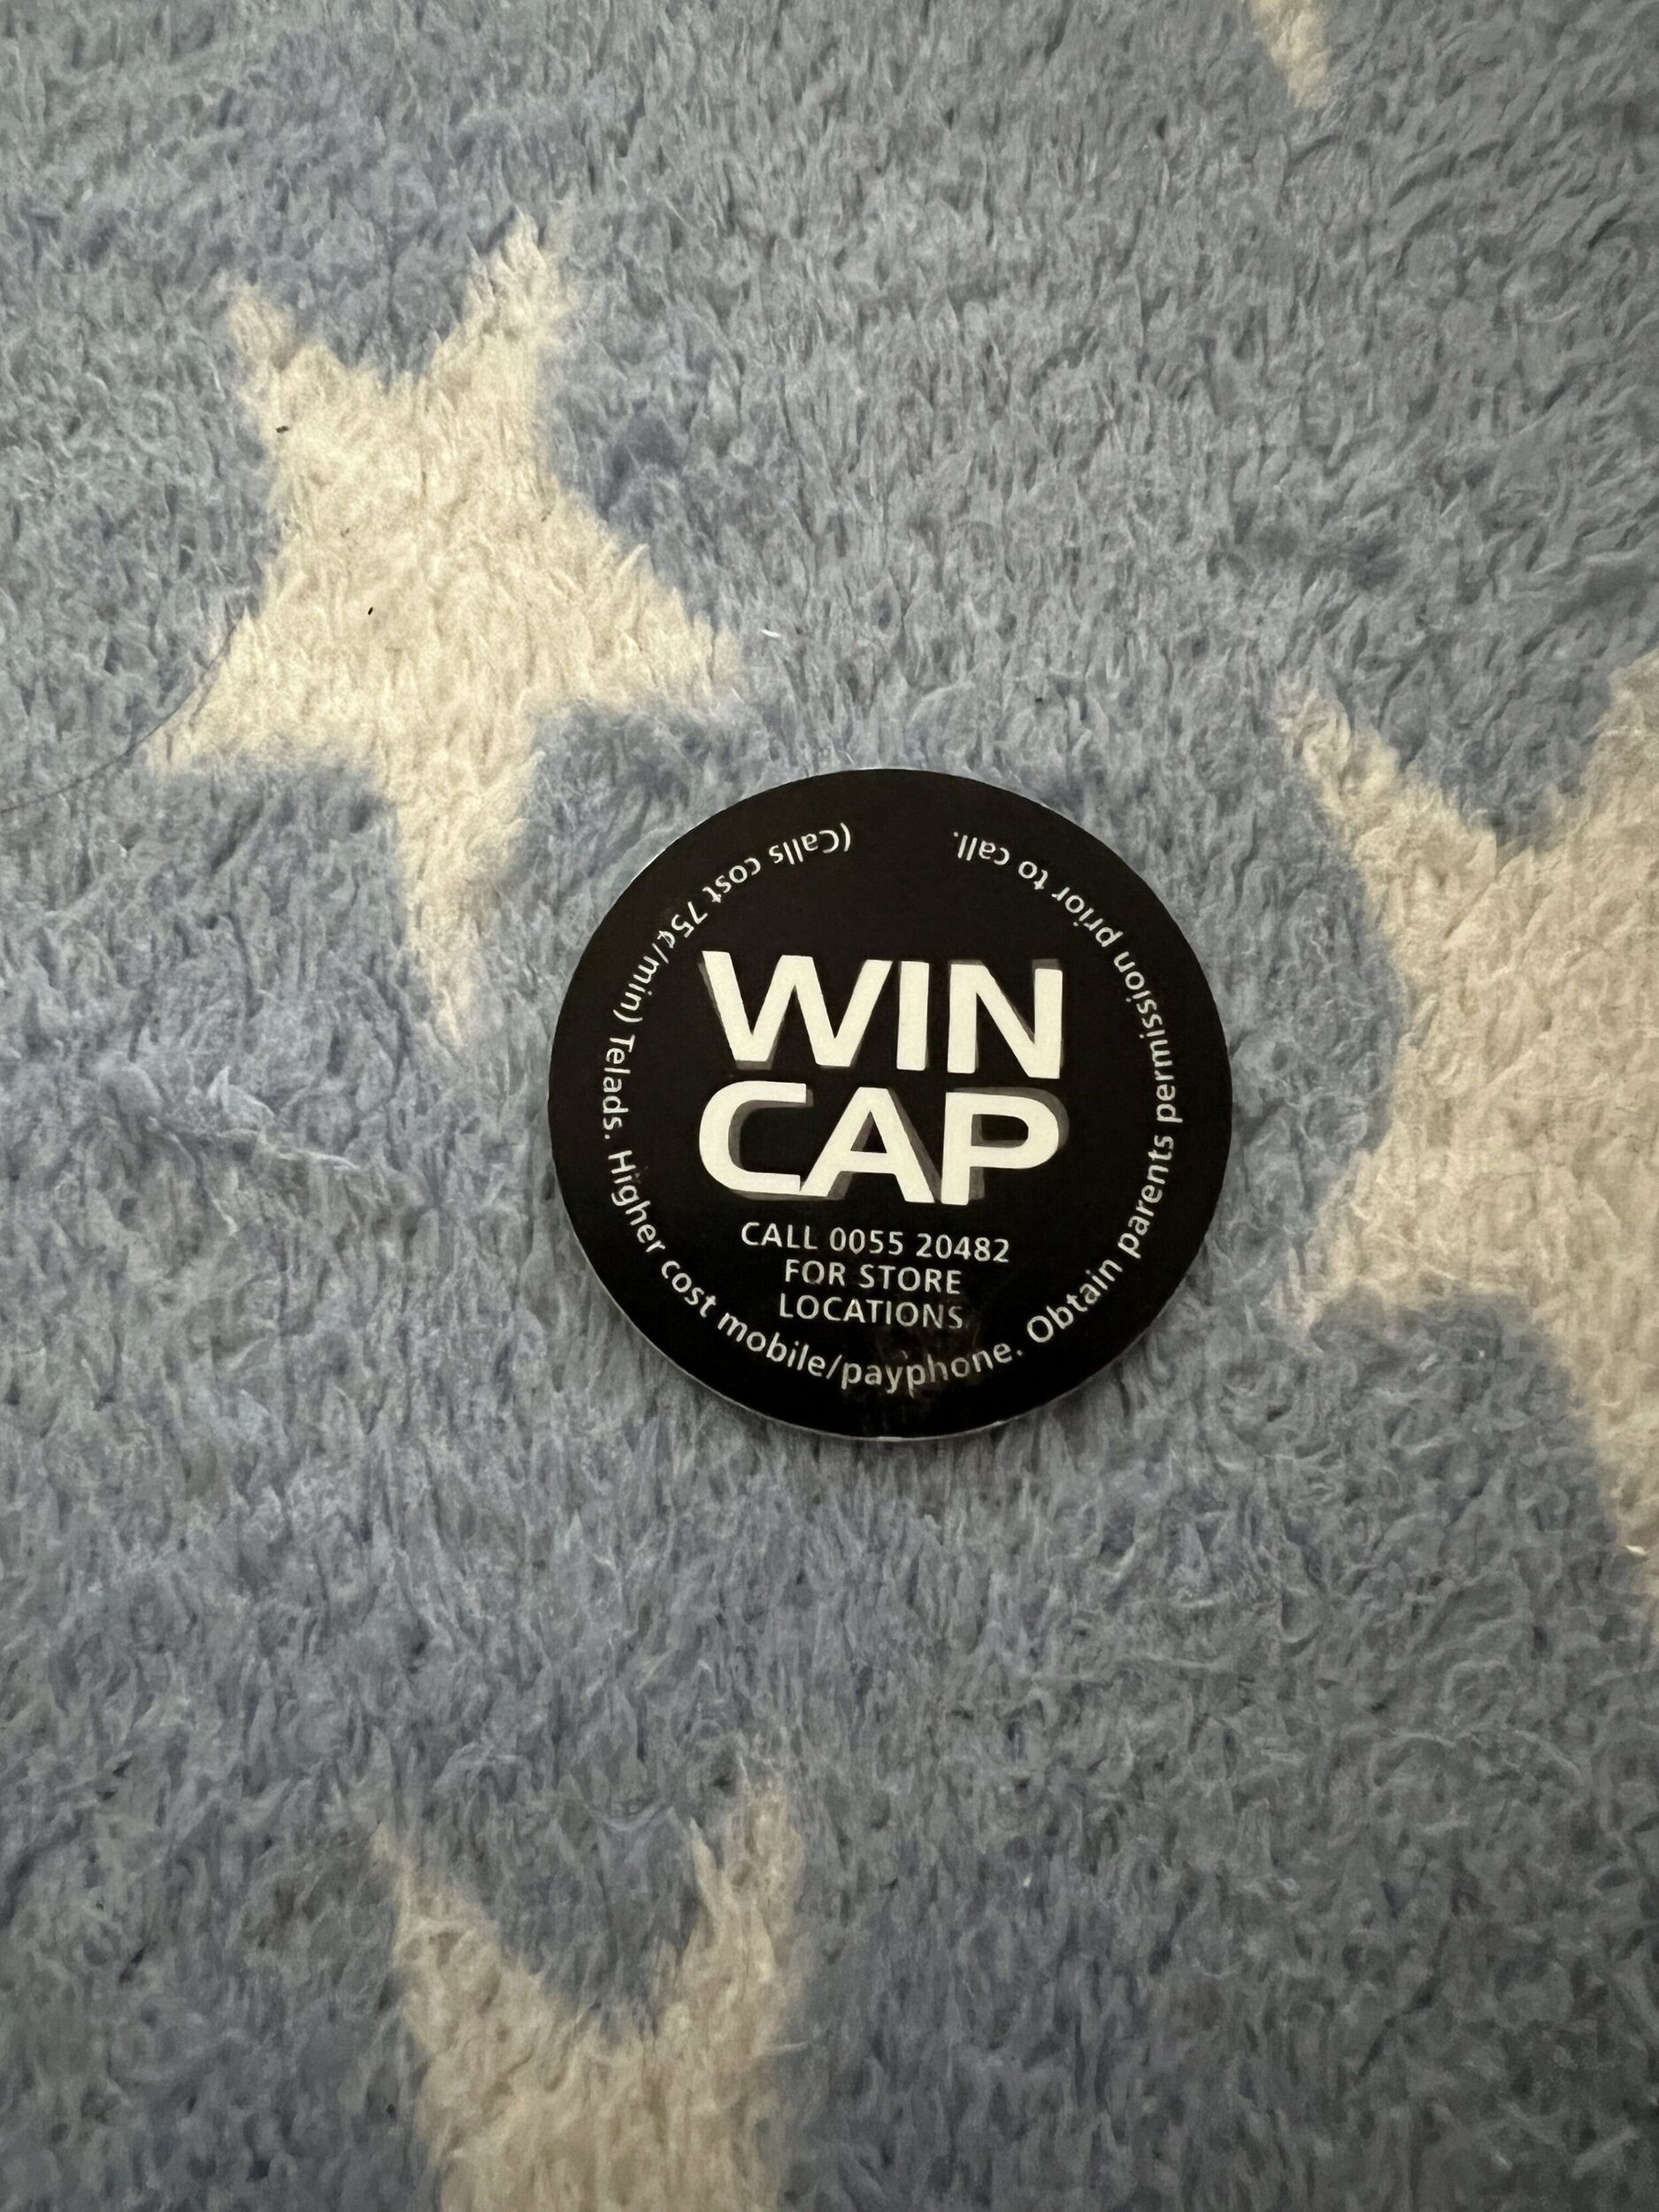 WIN
CAP
CALL 0055 20482
FOR STORE
LOCATIONS
(Calls cost 75¢/min) Telads. Higher cost mobile/payphone. Obtain parents permission prior to call.